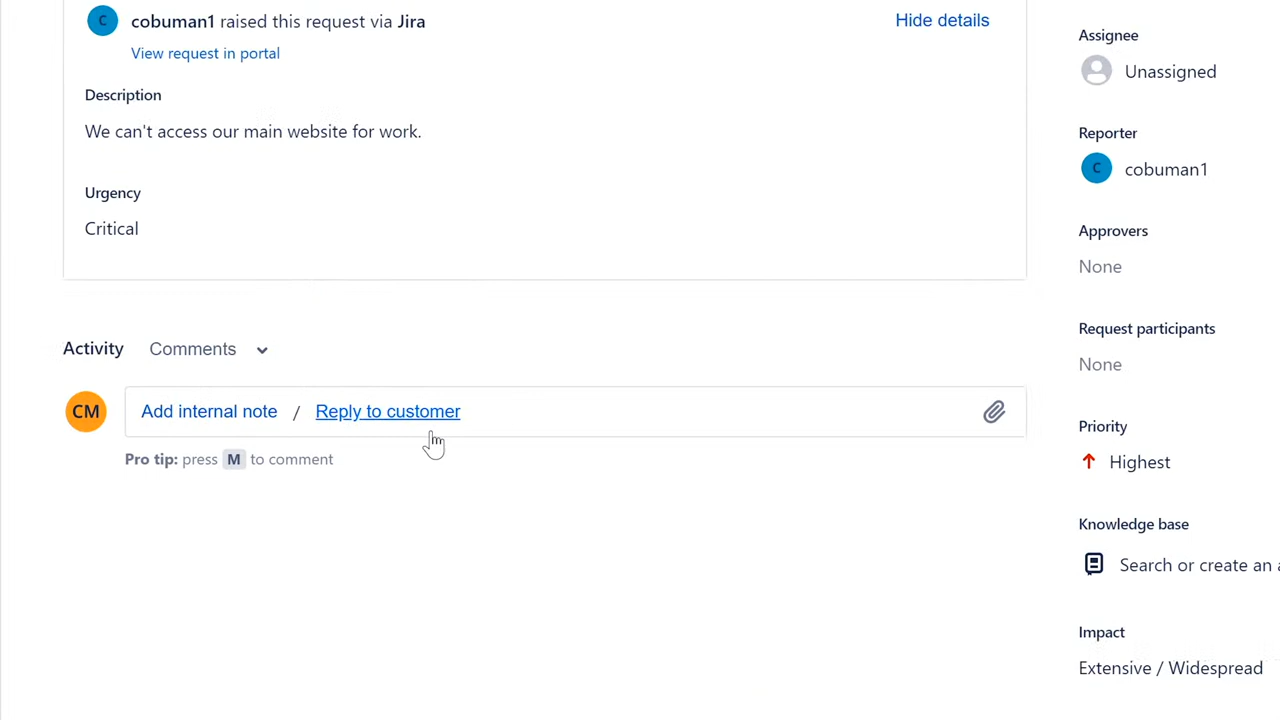 C cobuman1 raised this request via Jira
Hide details
View request in portal
Description
We can't access our main website for work.
Urgency
Critical
Activity Comments
CM Add internal note / Reply to customer
Pro tip: press M to comment
Assignee
Unassigned
Reporter
C cobuman1
Approvers
None
Request participants
None
Priority
Highest
Knowledge base
Search or create an a
Impact
Extensive / Widespread